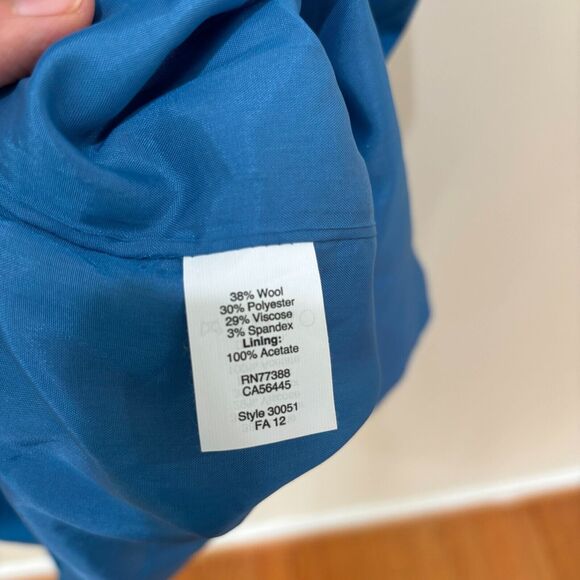 38% Wool
30% Polyester
29% Viscose
3% Spandex
Lining:
100% Acetate
RN77388
CA56445
Style 30051
FA 12